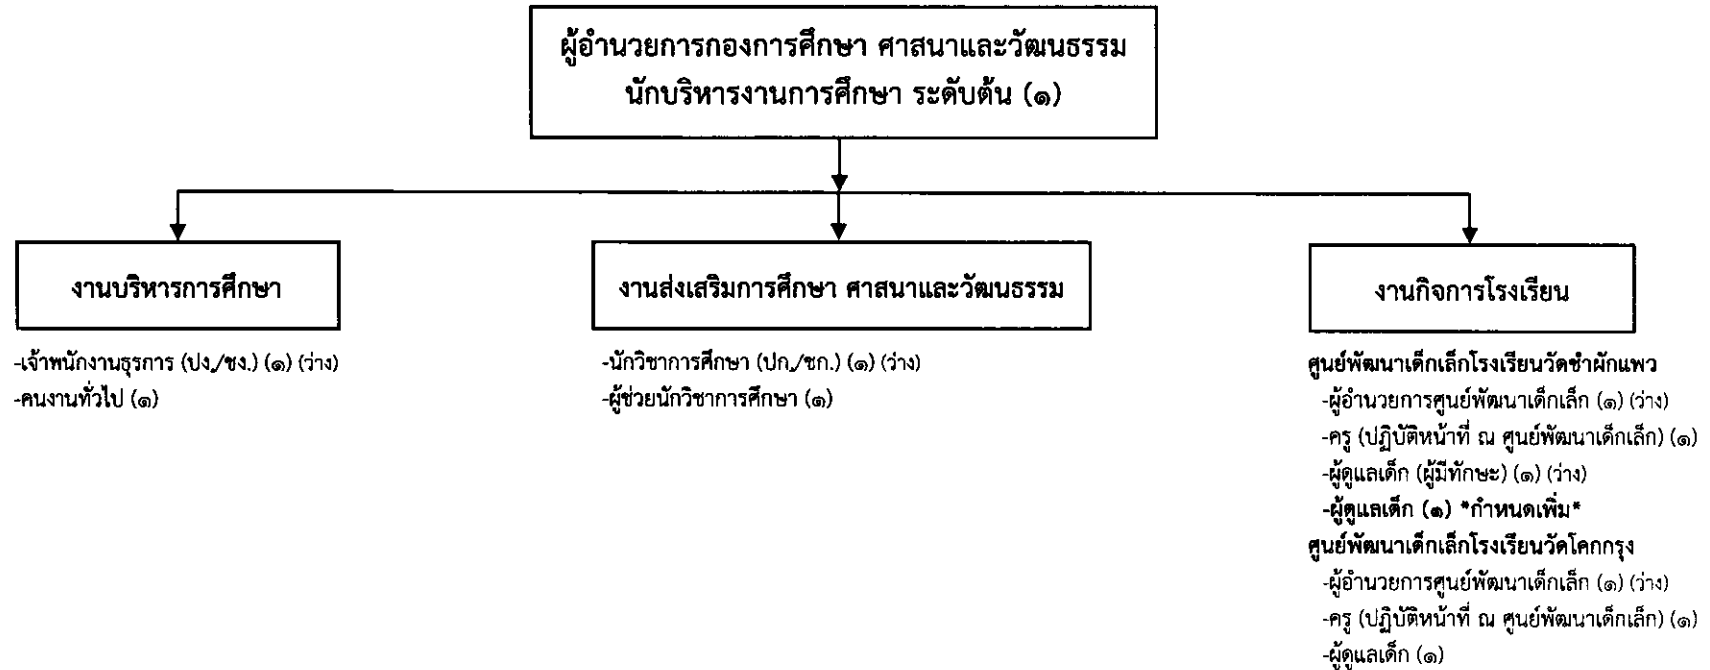 ผู้อำนวยการกองการศึกษา ศาสนาและวัฒนธรรม
นักบริหารงานการศึกษา ระดับต้น (๑)
งานบริหารการศึกษา
-เจ้าพนักงานธุรการ (ปง./ชง.) (๑) (ว่าง)
-คนงานทั่วไป (๑)
งานส่งเสริมการศึกษา ศาสนาและวัฒนธรรม
-นักวิชาการศึกษา (ปก./ชก.) (๑) (ว่าง)
-ผู้ช่วยนักวิชาการศึกษา (๑)
งานกิจการโรงเรียน
ศูนย์พัฒนาเด็กเล็กโรงเรียนวัดชำผักแพว
-ผู้อำนวยการศูนย์พัฒนาเด็กเล็ก (๑) (ว่าง)
-ครู (ปฏิบัติหน้าที่ ณ ศูนย์พัฒนาเด็กเล็ก) (๑)
-ผู้ดูแลเด็ก (ผู้มีทักษะ) (๑) (ว่าง)
-ผู้ดูแลเด็ก (๑) *กำหนดเพิ่ม*
ศูนย์พัฒนาเด็กเล็กโรงเรียนวัดโคกกรุง
-ผู้อำนวยการศูนย์พัฒนาเด็กเล็ก (๑) (ว่าง)
-ครู (ปฏิบัติหน้าที่ ณ ศูนย์พัฒนาเด็กเล็ก) (๑)
-ผู้ดูแลเด็ก (๑)